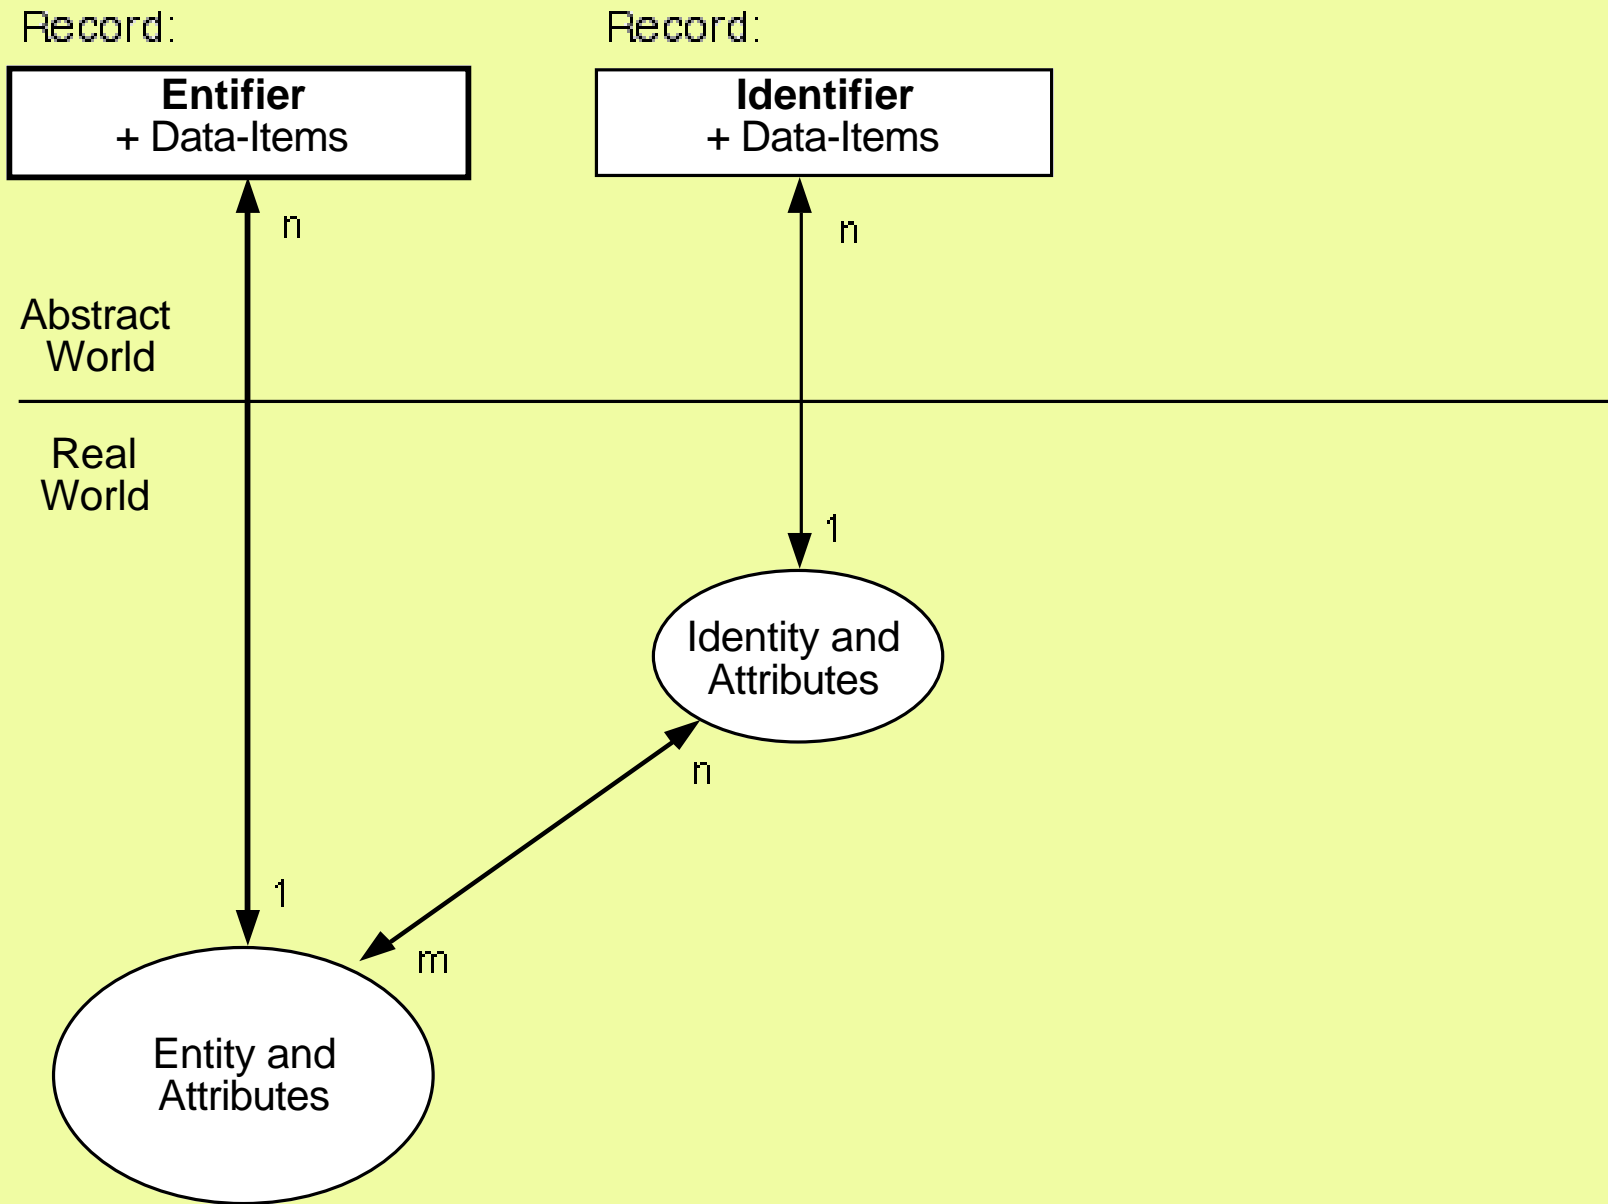 Record:
Record:
Entifier
+ Data-Items
Identifier
+ Data-Items
n
n
Abstract
World
Real
World
1
Identity and
Attributes
n
1
m
Entity and
Attributes